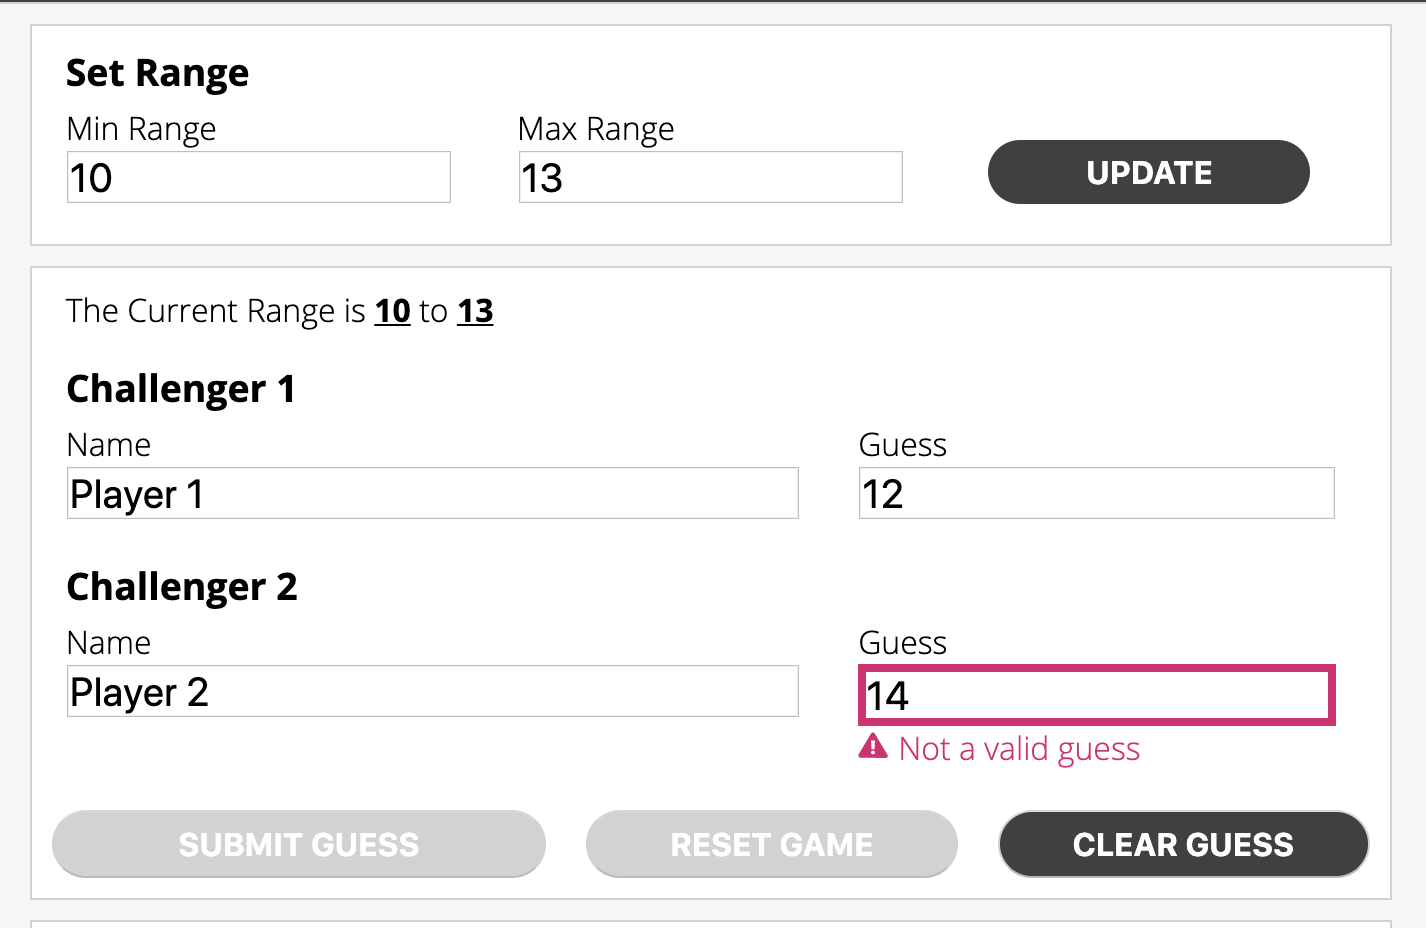 Set Range
Min Range Max Range
10 13 UPDATE
The Current Range is 10 to 13
Challenger 1
Name Guess
Player 1 12
Challenger 2
Name Guess
Player 2 14
Not a valid guess
SUBMIT GUESS RESET GAME CLEAR GUESS